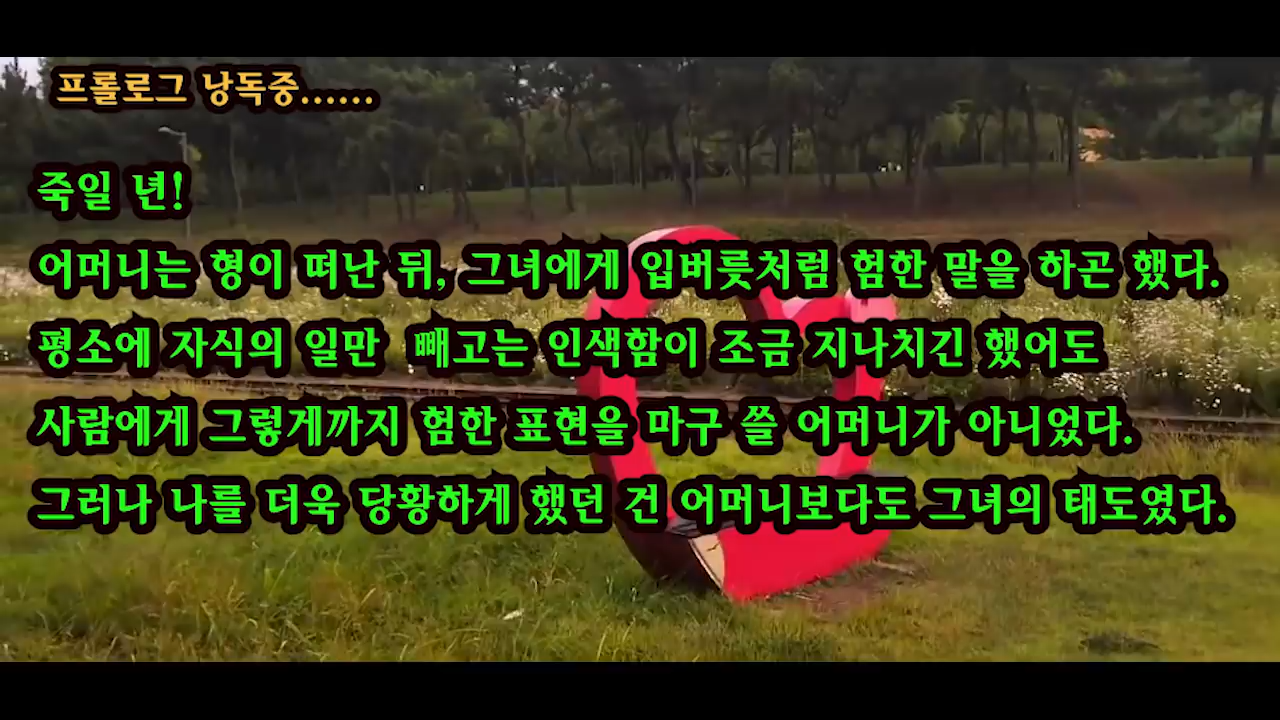 프롤로그 낭독중......
죽일 년!
어머니는 형이 떠난 뒤, 그녀에게 입버릇처럼 험한 말을 하곤 했다.
평소에 자식의 일만 빼고는 인색함이 조금 지나치긴 했어도
사람에게 그렇게까지 험한 표현을 마구 쓸 어머니가 아니었다.
그러나 나를 더욱 당황하게 했던 건 어머니보다도 그녀의 태도였다.